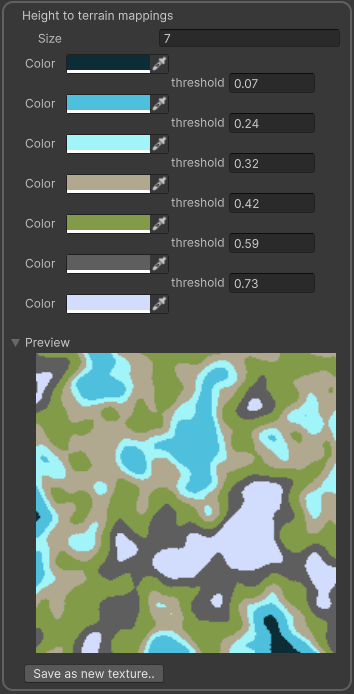 Height to terrain mappings
Size 7
Color
threshold 0.07
Color
threshold 0.24
Color
threshold 0.32
Color
threshold 0.42
Color
threshold 0.59
Color
threshold 0.73
Color
Preview
Save as new texture..